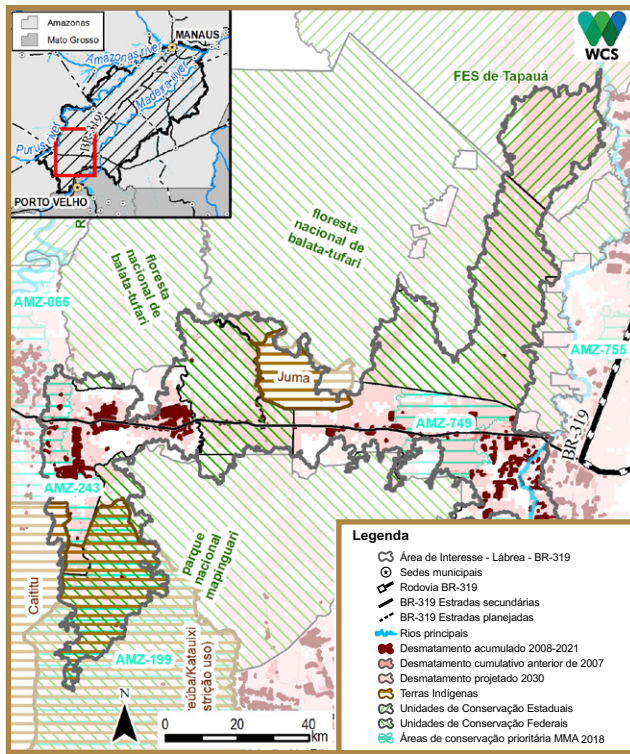 Amazonas
Mato Grosso
MANAUS
Amazonas river
Madeira river
Purus river
BR-319
PORTO VELHO
WCS
FES de Tapauá
R
floresta
nacional de
balata-tufari
floresta
nacional de
balata-tufari
AMZ-066
AMZ-755
Juma
AMZ-749
BR-319
AMZ-243
parque
nacional
mapinguari
Caititu
AMZ-199
reúba/Katauixi
strição uso)
N
0 20 40
km
Legenda
Área de Interesse - Lábrea - BR-319
Sedes municipais
Rodovia BR-319
BR-319 Estradas secundárias
BR-319 Estradas planejadas
Rios principais
Desmatamento acumulado 2008-2021
Desmatamento cumulativo anterior de 2007
Desmatamento projetado 2030
Terras Indígenas
Unidades de Conservação Estaduais
Unidades de Conservação Federais
Áreas de conservação prioritária MMA 2018